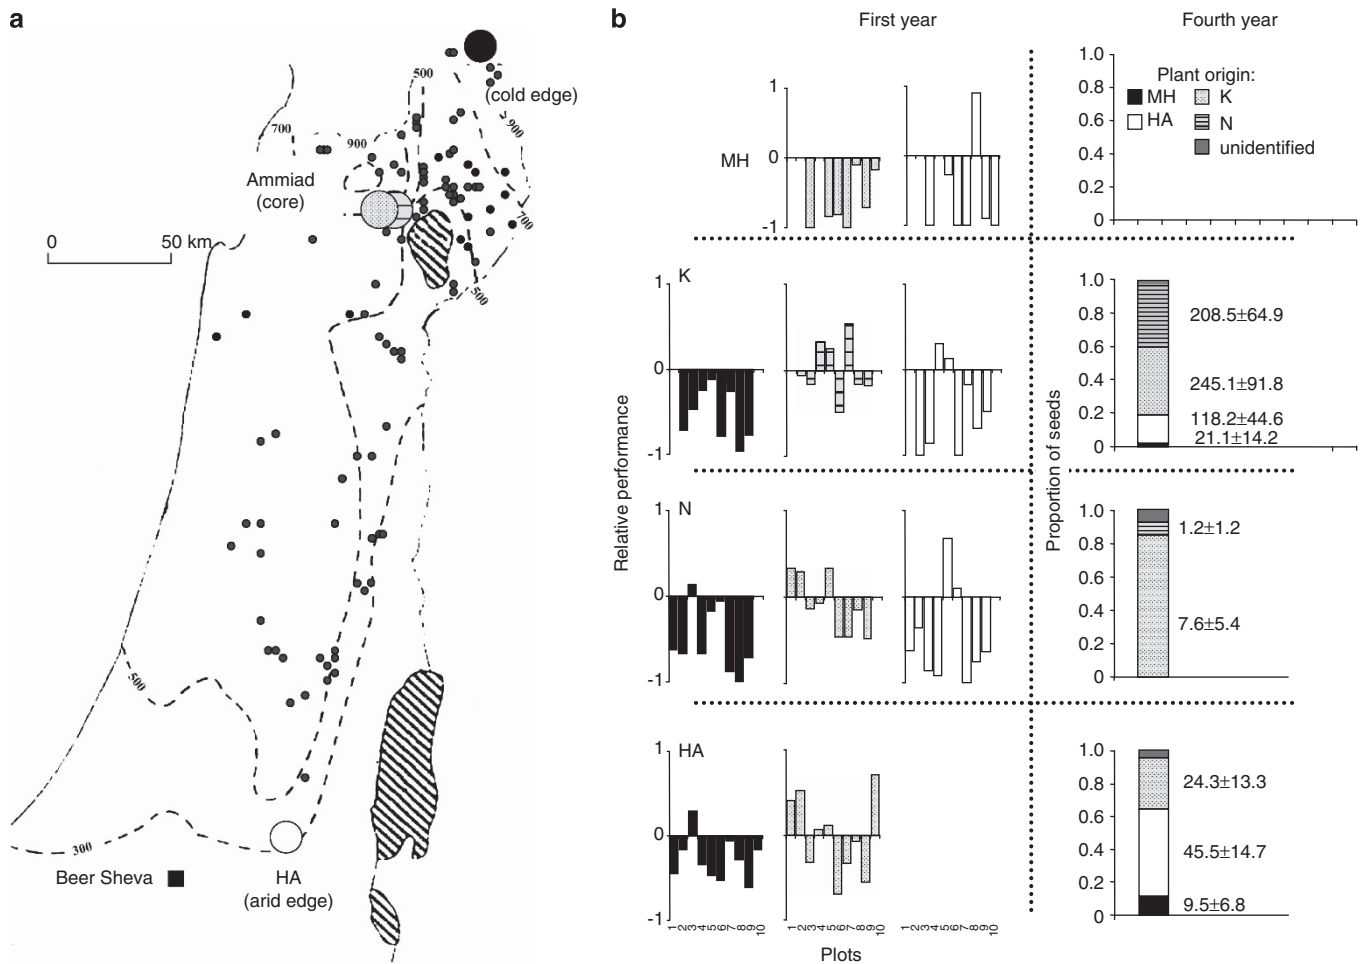 a
500
(cold edge)
700
900
900
Ammiad
(core)
700
0 50 km
500
500
300
Beer Sheva
HA
(arid edge)
b
First year
Fourth year
Relative performance
Proportion of seeds
MH
1
0
-1
1.0
0.8
0.6
0.4
0.2
0
Plant origin:
MH K
HA N
unidentified
K
1
0
-1
1.0
0.8
0.6
0.4
0.2
0
208.5±64.9
245.1±91.8
118.2±44.6
21.1±14.2
N
1
0
-1
1.0
0.8
0.6
0.4
0.2
0
1.2±1.2
7.6±5.4
HA
1
0
-1
1 2 3 4 5 6 7 8 9 10
1 2 3 4 5 6 7 8 9 10
1 2 3 4 5 6 7 8 9 10
Plots
1.0
0.8
0.6
0.4
0.2
0
24.3±13.3
45.5±14.7
9.5±6.8